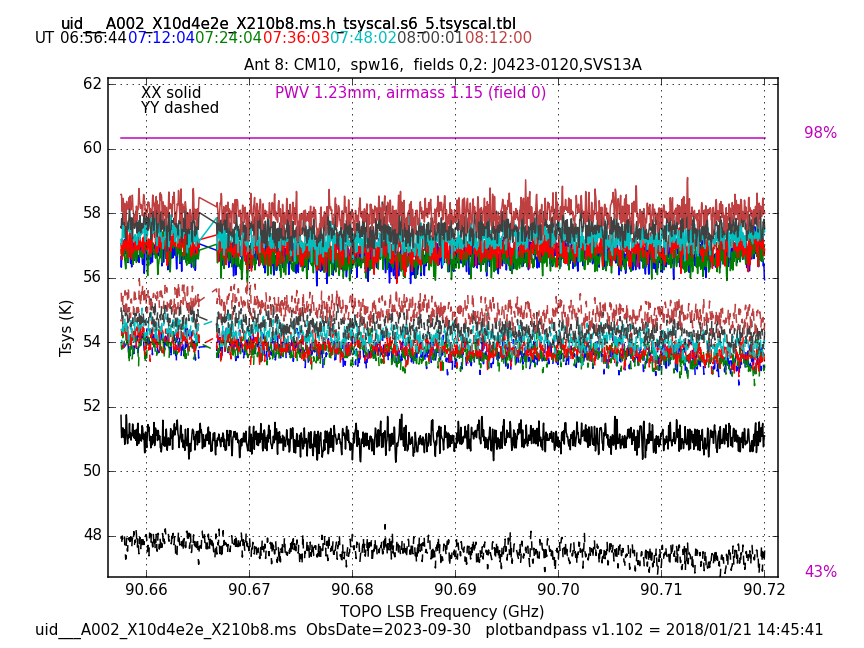 uid___A002_X10d4e2e_X210b8.ms.h_tsyscal.s6_5.tsyscal.tbl
UT 06:56:44 07:12:04 07:24:04 07:36:03 07:48:02 08:00:01 08:12:00
Ant 8: CM10, spw16, fields 0,2: J0423-0120,SVS13A
XX solid
PWV 1.23mm, airmass 1.15 (field 0)
YY dashed
98%
43%
62
60
58
56
54
52
50
48
Tsys (K)
90.66 90.67 90.68 90.69 90.70 90.71 90.72
TOPO LSB Frequency (GHz)
uid___A002_X10d4e2e_X210b8.ms ObsDate=2023-09-30 plotbandpass v1.102 = 2018/01/21 14:45:41